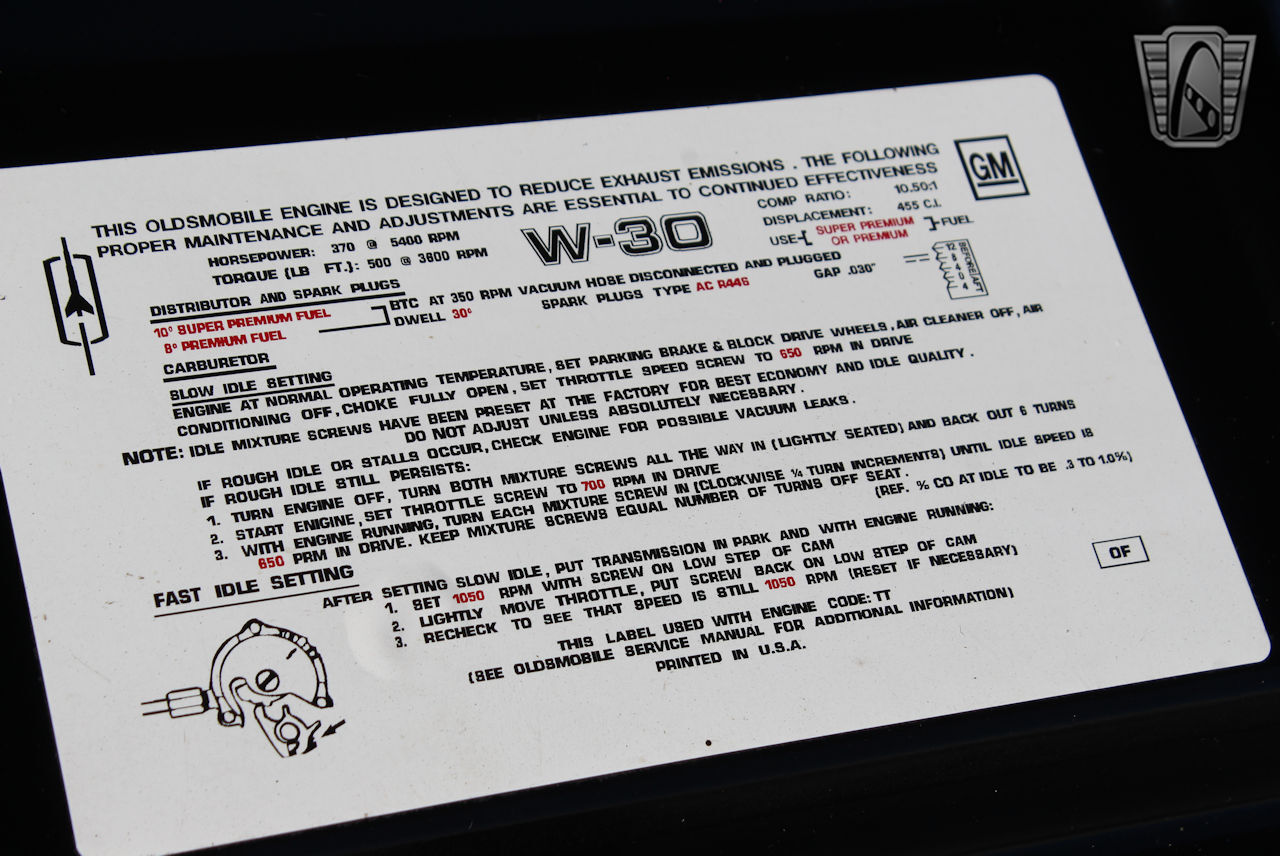 THIS OLDSMOBILE ENGINE IS DESIGNED TO REDUCE EXHAUST EMISSIONS . THE FOLLOWING
PROPER MAINTENANCE AND ADJUSTMENTS ARE ESSENTIAL TO CONTINUED EFFECTIVENESS
GM
HORSEPOWER: 370 @ 5400 RPM
TORQUE (LB FT.): 500 @ 3600 RPM
W-30
COMP RATIO: 10.50:1
DISPLACEMENT: 455 C.I.
USE SUPER PREMIUM OR PREMIUM FUEL
DISTRIBUTOR AND SPARK PLUGS
10° SUPER PREMIUM FUEL
8° PREMIUM FUEL
BTC AT 350 RPM VACUUM HOSE DISCONNECTED AND PLUGGED
DWELL 30° SPARK PLUGS TYPE AC R44S GAP .030"
12
8
4
0
4
BEFORE AFT
CARBURETOR
SLOW IDLE SETTING
ENGINE AT NORMAL OPERATING TEMPERATURE, SET PARKING BRAKE & BLOCK DRIVE WHEELS, AIR CLEANER OFF, AIR
CONDITIONING OFF, CHOKE FULLY OPEN, SET THROTTLE SPEED SCREW TO 650 RPM IN DRIVE
NOTE: IDLE MIXTURE SCREWS HAVE BEEN PRESET AT THE FACTORY FOR BEST ECONOMY AND IDLE QUALITY .
DO NOT ADJUST UNLESS ABSOLUTELY NECESSARY .
IF ROUGH IDLE OR STALLS OCCUR, CHECK ENGINE FOR POSSIBLE VACUUM LEAKS .
IF ROUGH IDLE STILL PERSISTS:
1. TURN ENGINE OFF, TURN BOTH MIXTURE SCREWS ALL THE WAY IN (LIGHTLY SEATED) AND BACK OUT 6 TURNS
2. START ENIGINE, SET THROTTLE SCREW TO 700 RPM IN DRIVE
3. WITH ENGINE RUNNING, TURN EACH MIXTURE SCREW IN (CLOCKWISE ¼ TURN INCREMENTS) UNTIL IDLE SPEED IS
650 PRM IN DRIVE. KEEP MIXTURE SCREWS EQUAL NUMBER OF TURNS OFF SEAT .
(REF. % CO AT IDLE TO BE .3 TO 1.0%)
FAST IDLE SETTING
AFTER SETTING SLOW IDLE, PUT TRANSMISSION IN PARK AND WITH ENGINE RUNNING:
1. SET 1050 RPM WITH SCREW ON LOW STEP OF CAM
2. LIGHTLY MOVE THROTTLE, PUT SCREW BACK ON LOW STEP OF CAM
3. RECHECK TO SEE THAT SPEED IS STILL 1050 RPM (RESET IF NECESSARY)
OF
THIS LABEL USED WITH ENGINE CODE: TT
(SEE OLDSMOBILE SERVICE MANUAL FOR ADDITIONAL INFORMATION)
PRINTED IN U.S.A.